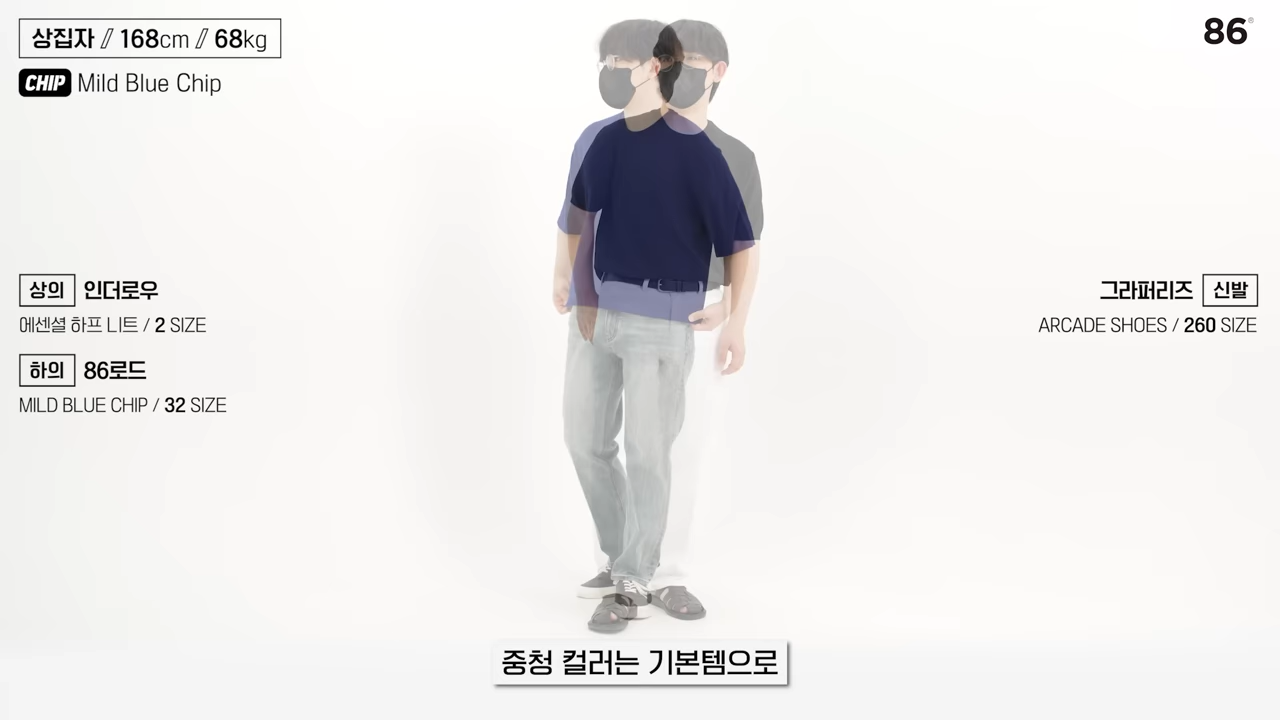 상집자 // 168cm // 68kg
CHIP Mild Blue Chip
86®
상의 인더로우
에센셜 하프 니트 / 2 SIZE
하의 86로드
MILD BLUE CHIP / 32 SIZE
그라퍼리즈 신발
ARCADE SHOES / 260 SIZE
중청 컬러는 기본템으로